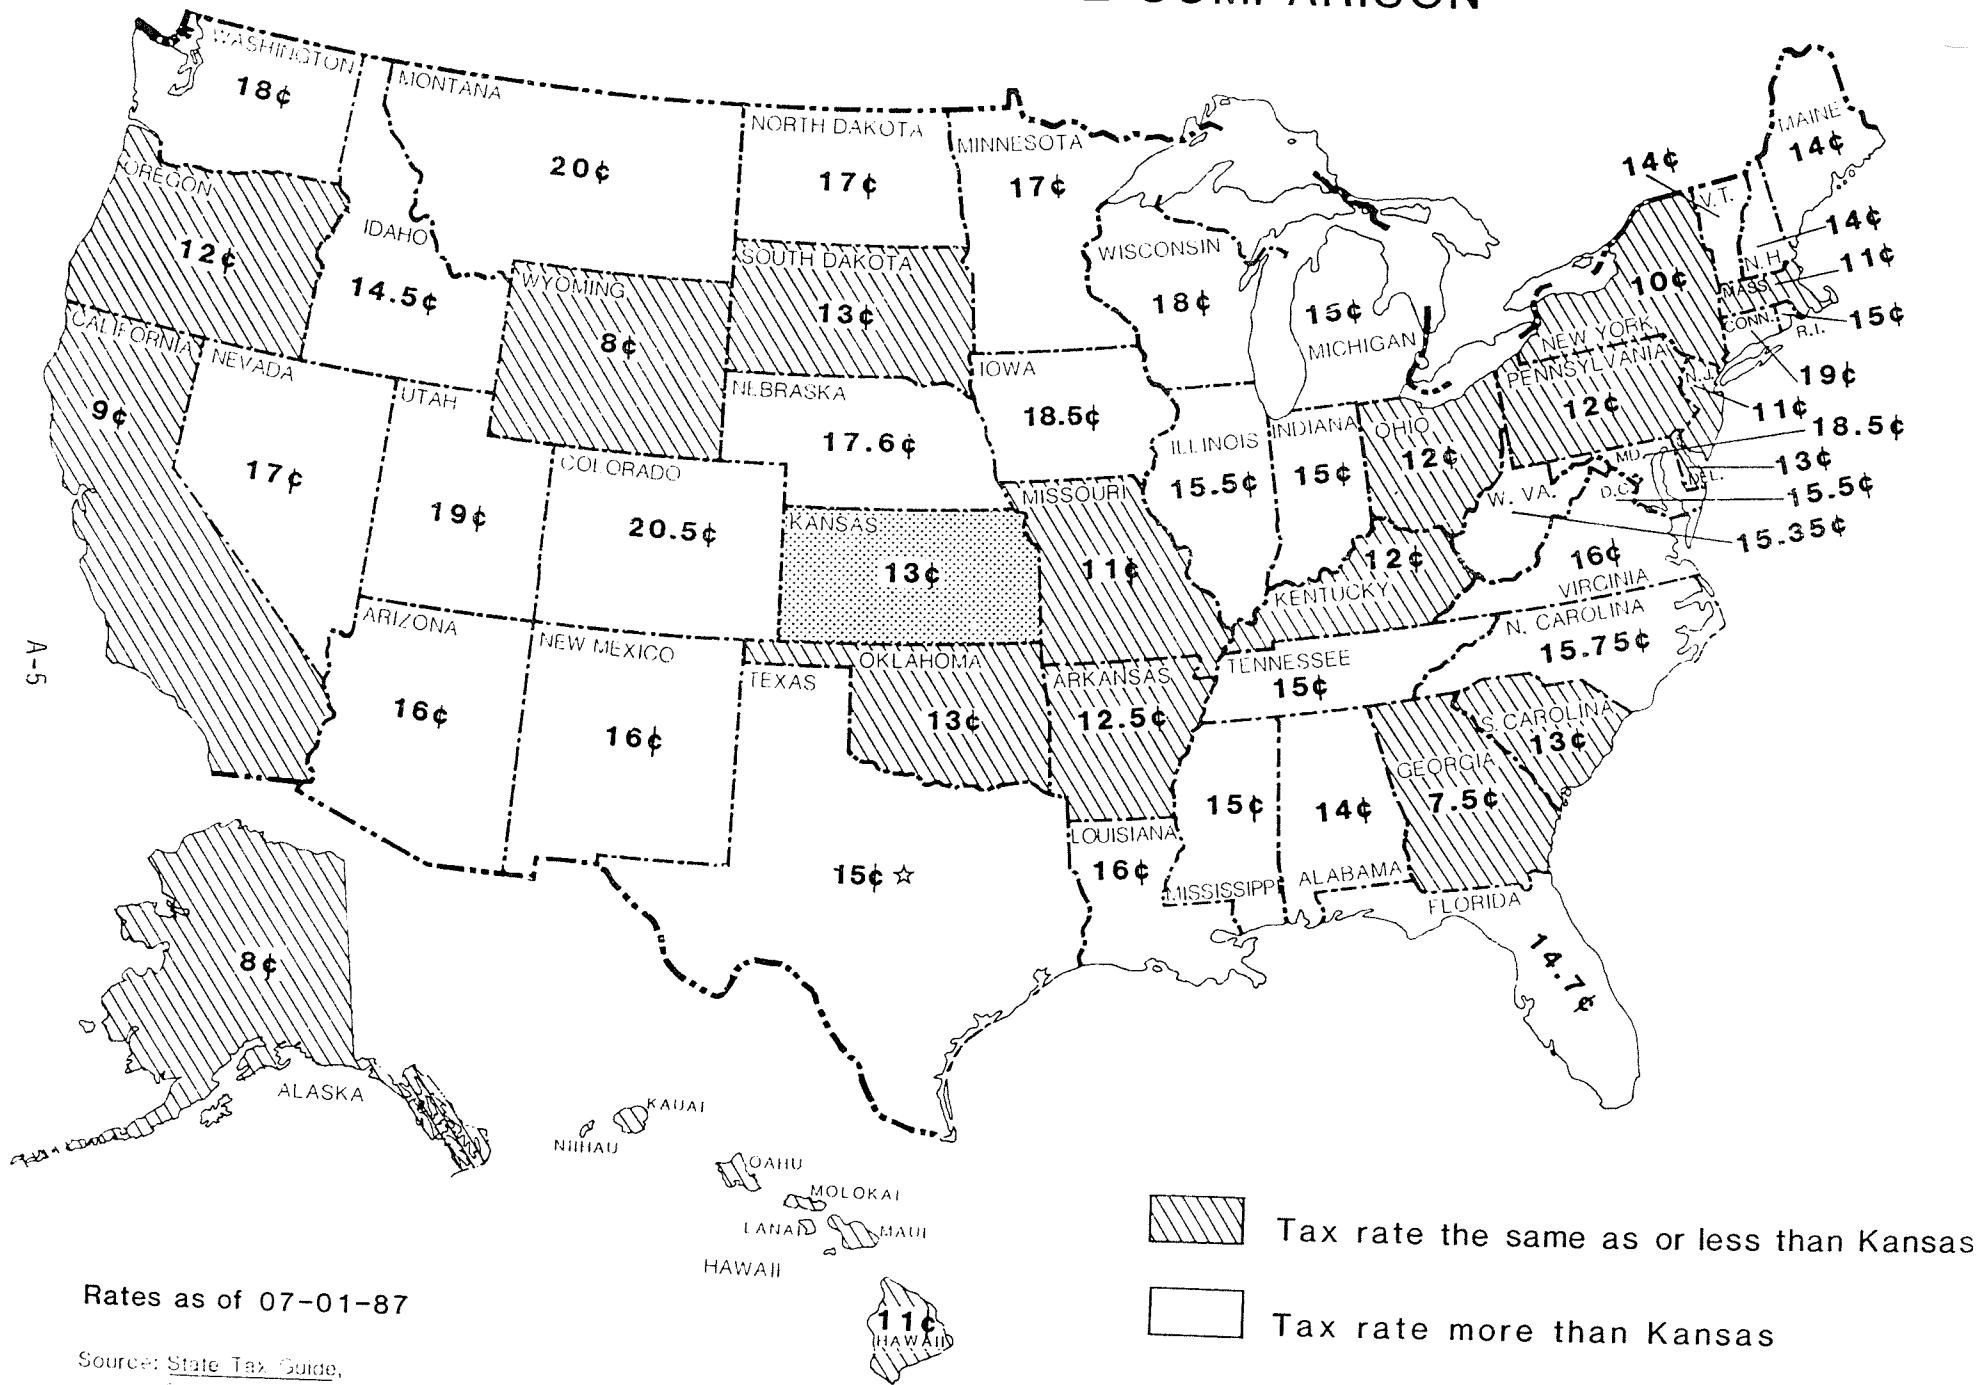 COMPARISON
WASHINGTON
18¢
MONTANA
20¢
NORTH DAKOTA
17¢
MINNESOTA
17¢
MAINE
14¢
14¢
V.T.
OREGON
12¢
IDAHO
14.5¢
WYOMING
8¢
SOUTH DAKOTA
13¢
WISCONSIN
18¢
15¢
MICHIGAN
14¢
N.H.
11¢
MASS.
10¢
NEW YORK
CONN.
R.I.
15¢
19¢
CALIFORNIA
9¢
NEVADA
17¢
UTAH
19¢
NEBRASKA
17.6¢
IOWA
18.5¢
ILLINOIS
15.5¢
INDIANA
15¢
OHIO
12¢
PENNSYLVANIA
12¢
N.J.
11¢
18.5¢
MD.
13¢
DEL.
D.C.
15.5¢
W. VA.
15.35¢
COLORADO
20.5¢
KANSAS
13¢
MISSOURI
11¢
12¢
KENTUCKY
16¢
VIRGINIA
N. CAROLINA
15.75¢
A-5
ARIZONA
16¢
NEW MEXICO
16¢
TEXAS
15¢ ☆
OKLAHOMA
13¢
ARKANSAS
12.5¢
TENNESSEE
15¢
S. CAROLINA
13¢
GEORGIA
7.5¢
15¢
MISSISSIPPI
14¢
ALABAMA
LOUISIANA
16¢
FLORIDA
14.7¢
8¢
ALASKA
KAUAI
NIIHAU
OAHU
MOLOKAI
LANAI
MAUI
HAWAII
11¢
HAWAII
Tax rate the same as or less than Kansas
Tax rate more than Kansas
Rates as of 07-01-87
Source: State Tax Guide,